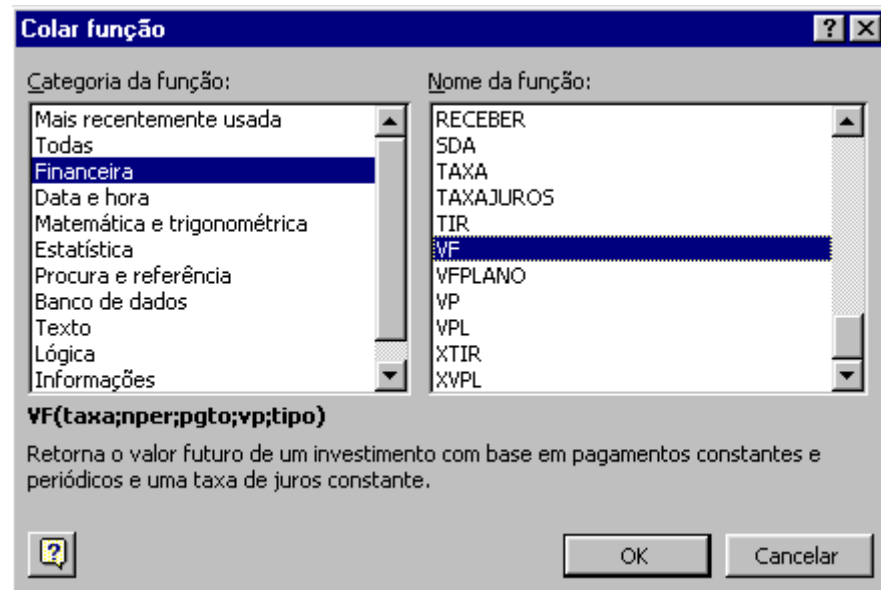 Colar função
Categoria da função:
Mais recentemente usada
Todas
Financeira
Data e hora
Matemática e trigonométrica
Estatística
Procura e referência
Banco de dados
Texto
Lógica
Informações
Nome da função:
RECEBER
SDA
TAXA
TAXAJUROS
TIR
VF
VFPLANO
VP
VPL
XTIR
XVPL
VF(taxa;nper;pgto;vp;tipo)
Retorna o valor futuro de um investimento com base em pagamentos constantes e
periódicos e uma taxa de juros constante.
OK
Cancelar